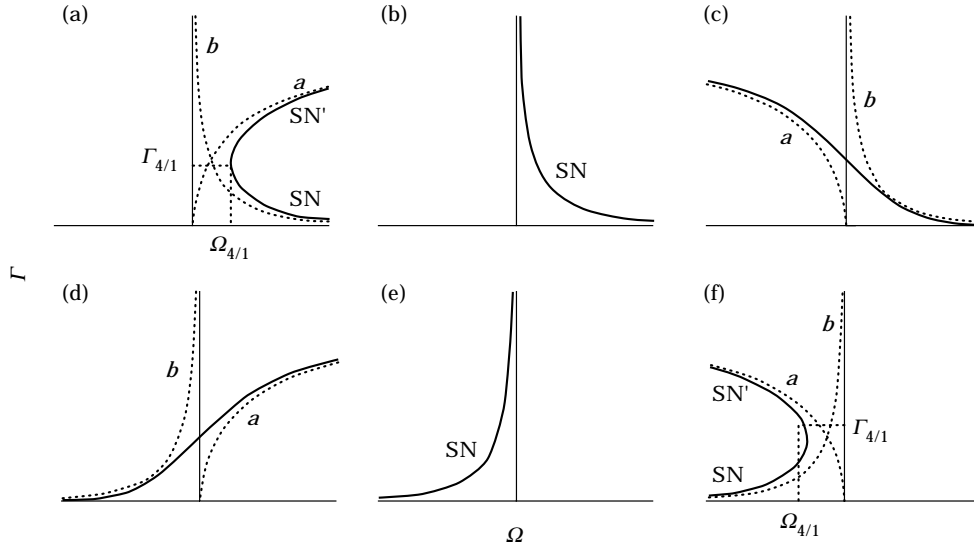 (a)
b
a
SN'
Γ4/1
SN
Ω4/1
(b)
SN
(c)
b
a
Γ
(d)
b
a
(e)
SN
Ω
(f)
b
a
SN'
Γ4/1
SN
Ω4/1